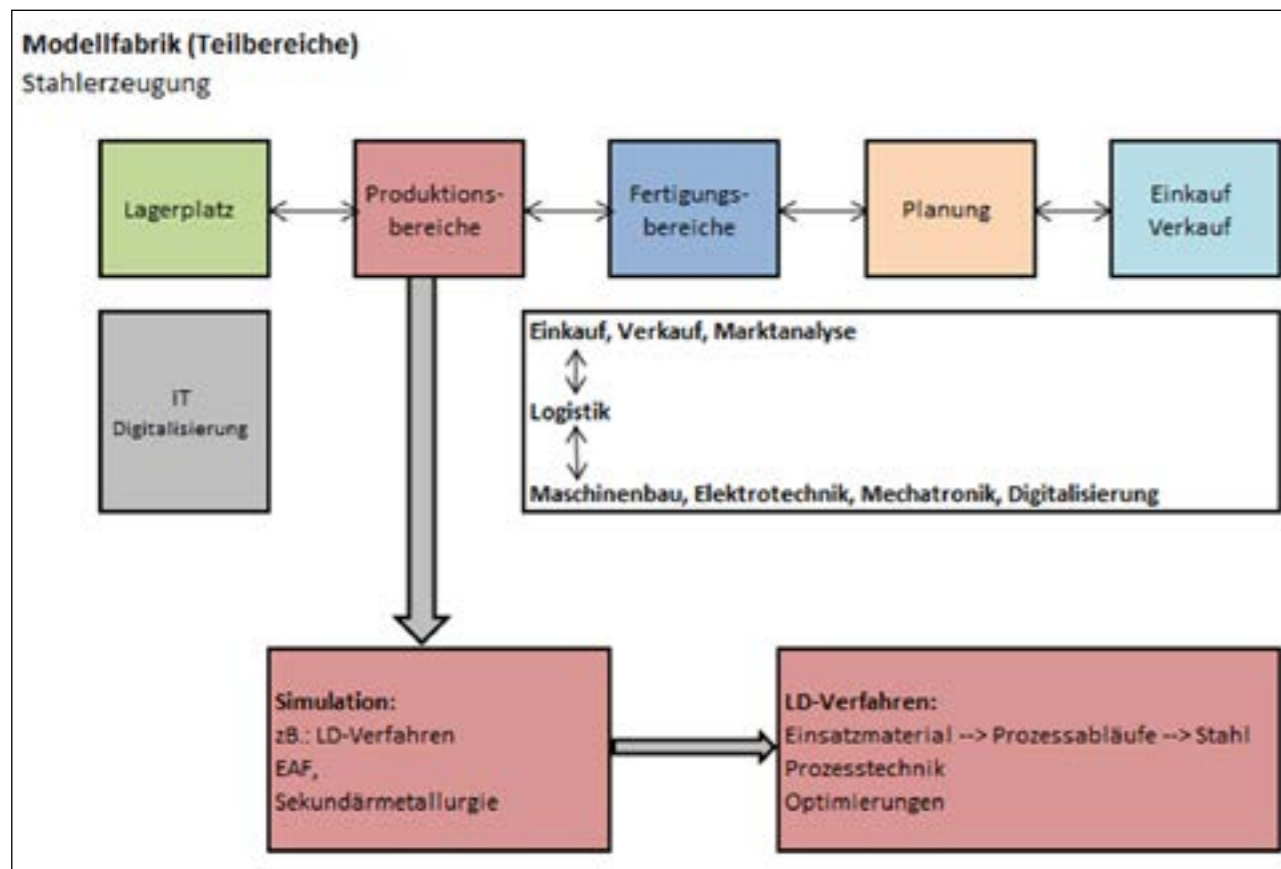 Modellfabrik (Teilbereiche)
Stahlerzeugung
Lagerplatz
Produktions-
bereiche
Fertigungs-
bereiche
Planung
Einkauf
Verkauf
IT
Digitalisierung
Einkauf, Verkauf, Marktanalyse
Logistik
Maschinenbau, Elektrotechnik, Mechatronik, Digitalisierung
Simulation:
zB.: LD-Verfahren
EAF,
Sekundärmetallurgie
LD-Verfahren:
Einsatzmaterial --> Prozessabläufe --> Stahl
Prozesstechnik
Optimierungen